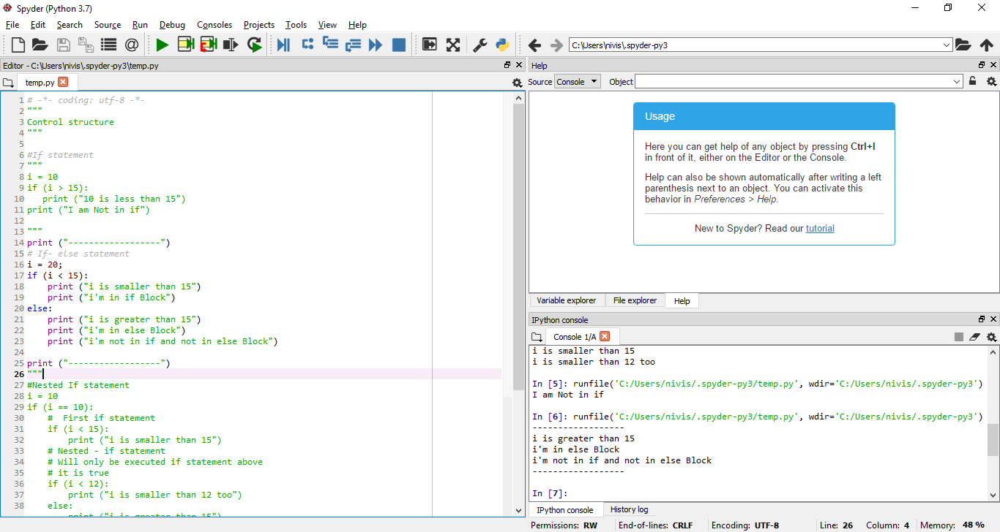 Spyder (Python 3.7)
File Edit Search Source Run Debug Consoles Projects Tools View Help
C:\Users\nivis\.spyder-py3
Editor - C:\Users\nivis\.spyder-py3\temp.py
temp.py
1 # -*- coding: utf-8 -*-
2 """
3 Control structure
4 """
5
6 #If statement
7 """
8 i = 10
9 if (i > 15):
10    print ("10 is less than 15")
11 print ("I am Not in if")
12
13 """
14 print ("------------------")
15 # If- else statement
16 i = 20;
17 if (i < 15):
18     print ("i is smaller than 15")
19     print ("i'm in if Block")
20 else:
21     print ("i is greater than 15")
22     print ("i'm in else Block")
23     print ("i'm not in if and not in else Block")
24
25 print ("------------------")
26 """
27 #Nested If statement
28 i = 10
29 if (i == 10):
30     #  First if statement
31     if (i < 15):
32         print ("i is smaller than 15")
33     # Nested - if statement
34     # Will only be executed if statement above
35     # it is true
36     if (i < 12):
37         print ("i is smaller than 12 too")
38     else:
print ("i is greater than 15")
Help
Source Console Object
Usage
Here you can get help of any object by pressing Ctrl+I
in front of it, either on the Editor or the Console.
Help can also be shown automatically after writing a left
parenthesis next to an object. You can activate this
behavior in Preferences > Help.
New to Spyder? Read our tutorial
Variable explorer File explorer Help
IPython console
Console 1/A
i is smaller than 15
i is smaller than 12 too
In [5]: runfile('C:/Users/nivis/.spyder-py3/temp.py', wdir='C:/Users/nivis/.spyder-py3')
I am Not in if
In [6]: runfile('C:/Users/nivis/.spyder-py3/temp.py', wdir='C:/Users/nivis/.spyder-py3')
------------------
i is greater than 15
i'm in else Block
i'm not in if and not in else Block
------------------
In [7]:
IPython console History log
Permissions: RW End-of-lines: CRLF Encoding: UTF-8 Line: 26 Column: 4 Memory: 48 %